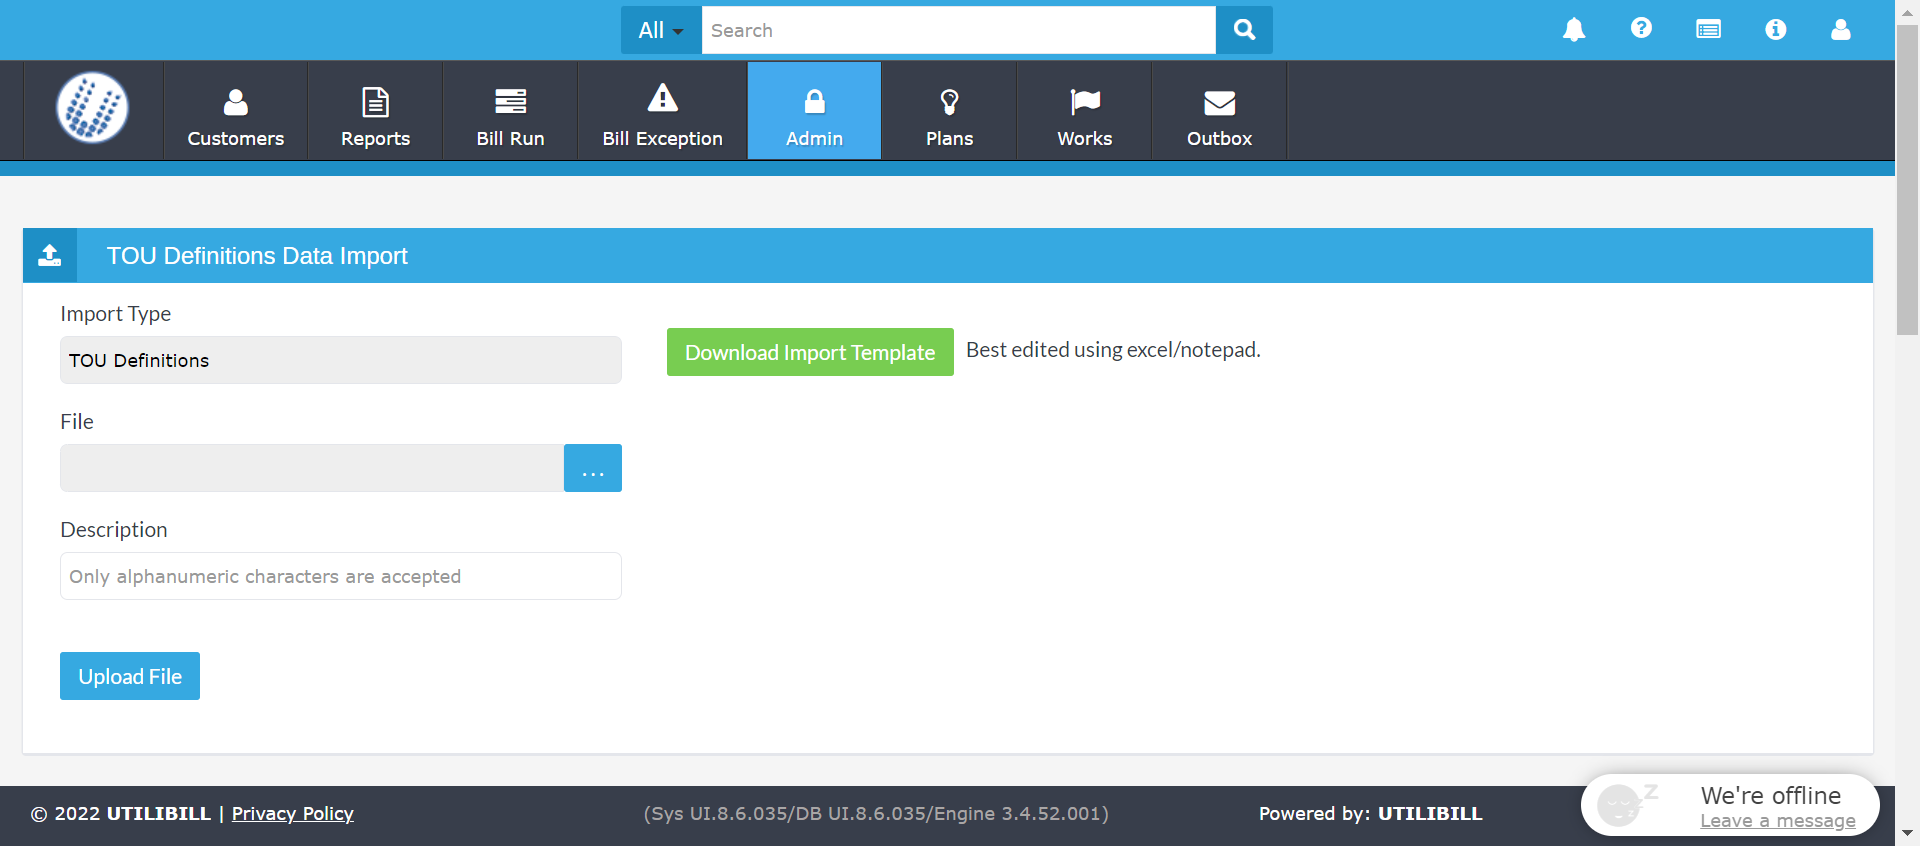 All
Search
Customers
Reports
Bill Run
Bill Exception
Admin
Plans
Works
Outbox
TOU Definitions Data Import
Import Type
TOU Definitions
Download Import Template
Best edited using excel/notepad.
File
...
Description
Only alphanumeric characters are accepted
Upload File
© 2022 UTILIBILL | Privacy Policy
(Sys UI.8.6.035/DB UI.8.6.035/Engine 3.4.52.001)
Powered by: UTILIBILL
We're offline
Leave a message